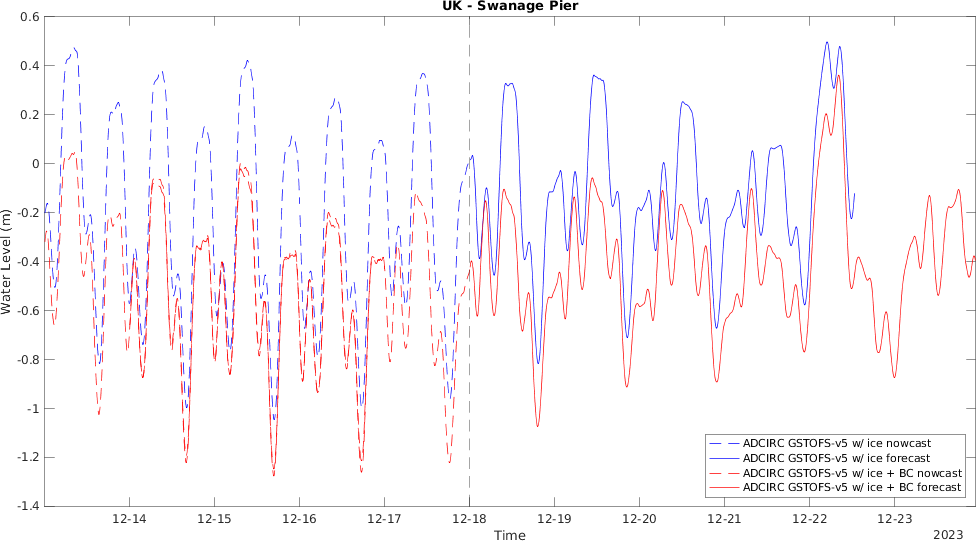 UK - Swanage Pier
0.6
0.4
0.2
0
-0.2
-0.4
-0.6
-0.8
-1
-1.2
-1.4
Water Level (m)
ADCIRC GSTOFS-v5 w/ ice nowcast
ADCIRC GSTOFS-v5 w/ ice forecast
ADCIRC GSTOFS-v5 w/ ice + BC nowcast
ADCIRC GSTOFS-v5 w/ ice + BC forecast
12-14 12-15 12-16 12-17 12-18 12-19 12-20 12-21 12-22 12-23
Time
2023